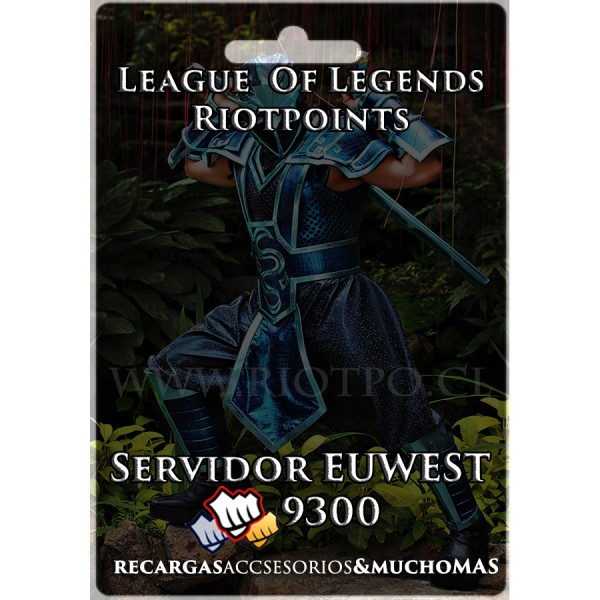 LEAGUE OF LEGENDS
RIOTPOINTS
WWW.RIOTPO.CL
SERVIDOR EUWEST
9300
RECARGASACCSESORIOS&MUCHOMAS